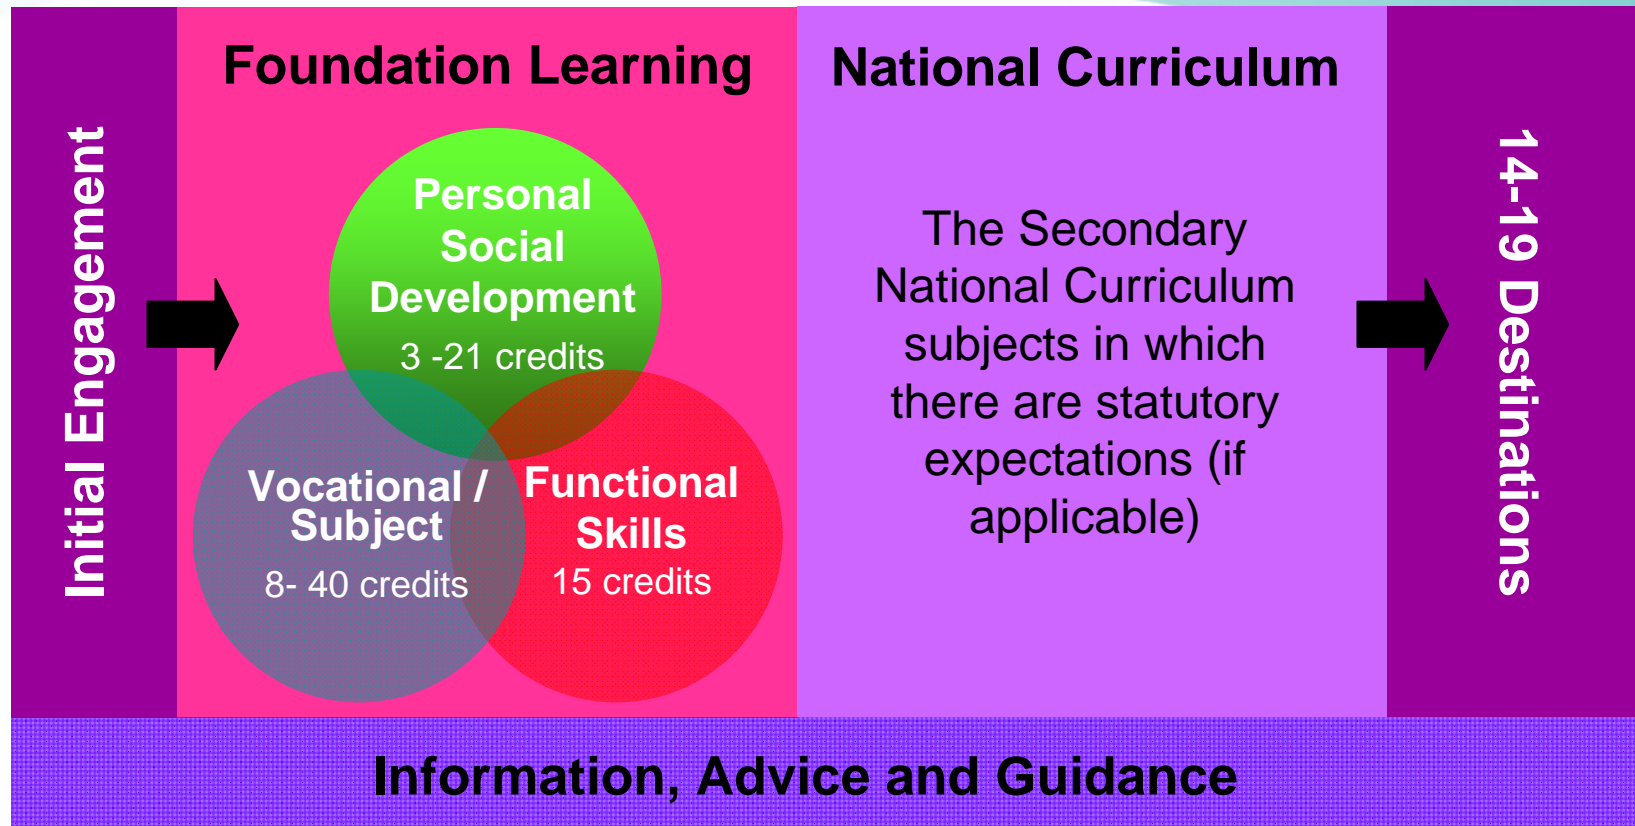 Initial Engagement
Foundation Learning
Personal
Social
Development
3 -21 credits
Vocational /
Subject
8- 40 credits
Functional
Skills
15 credits
National Curriculum
The Secondary
National Curriculum
subjects in which
there are statutory
expectations (if
applicable)
14-19 Destinations
Information, Advice and Guidance